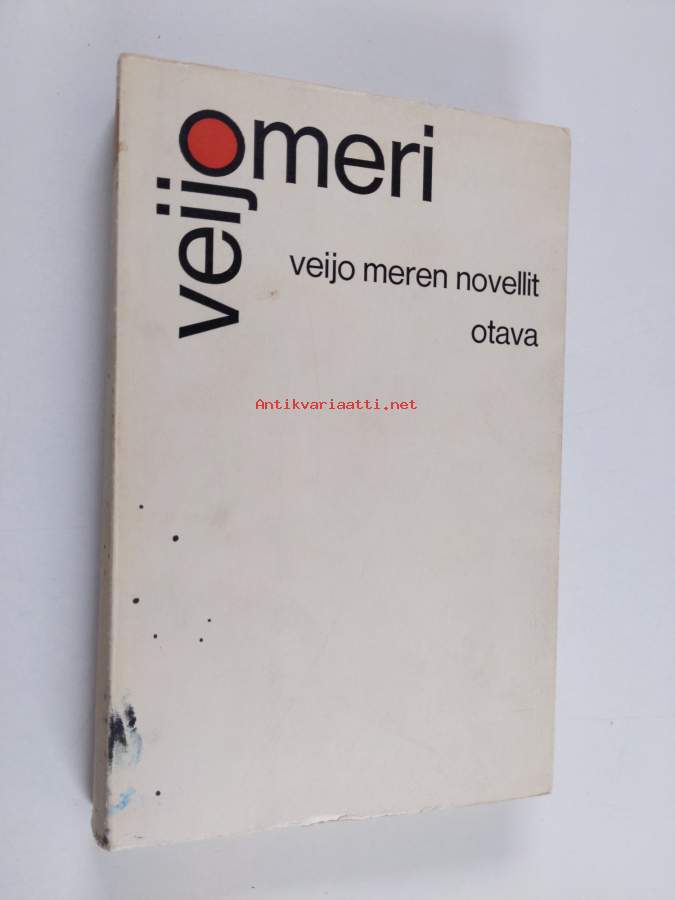 veijo
meri
veijo meren novellit
otava
Antikvariaatti.net